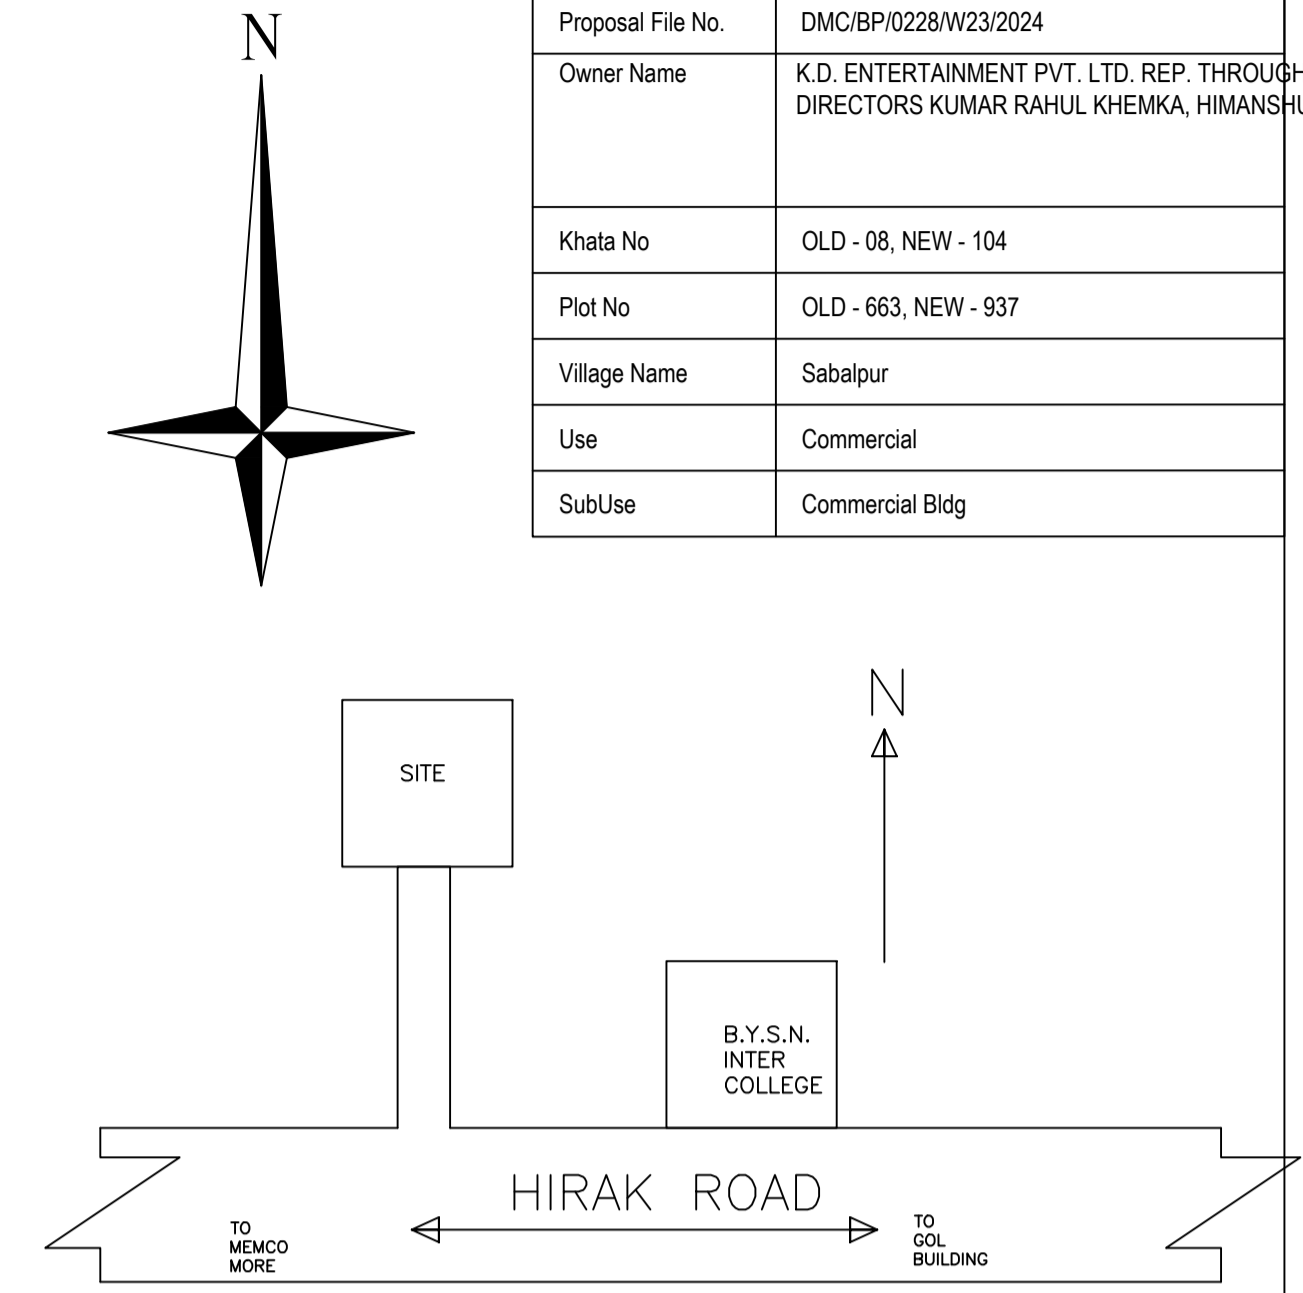 N
Proposal File No. DMC/BP/0228/W23/2024
Owner Name K.D. ENTERTAINMENT PVT. LTD. REP. THROUGH
DIRECTORS KUMAR RAHUL KHEMKA, HIMANSHU
Khata No OLD - 08, NEW - 104
Plot No OLD - 663, NEW - 937
Village Name Sabalpur
Use Commercial
SubUse Commercial Bldg
N
SITE
B.Y.S.N.
INTER
COLLEGE
HIRAK ROAD
TO
MEMCO
MORE
TO
GOL
BUILDING